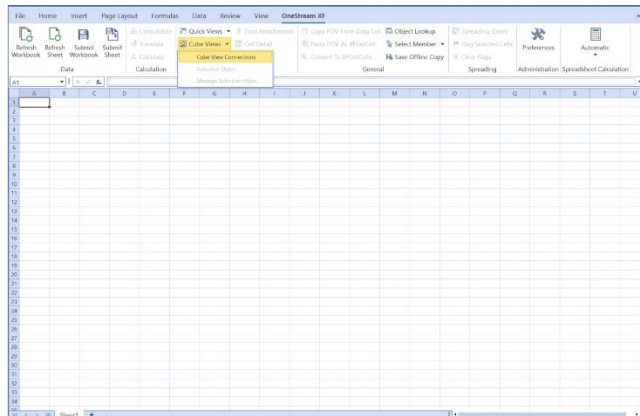 File Home Insert Page Layout Formulas Data Review View OneStream XF
Refresh Workbook
Refresh Sheet
Submit Workbook
Submit Sheet
Data
Consolidate
Translate
Calculate
Calculation
Quick Views
Cube Views
Cube View Connections
Selection Styles
Manage Selection Styles
Data Attachments
Cell Detail
Copy POV From Data Cell
Paste POV As XFGetCell
Convert To XFGetCells
Object Lookup
Select Member
Save Offline Copy
General
Spreading (Even)
Flag Selected Cells
Clear Flags
Spreading
Preferences
Administration
Automatic
Spreadsheet Calculation
A1
A B C D E F G H I J K L M N O P Q R S T U
1
2
3
4
5
6
7
8
9
10
11
12
13
14
15
16
17
18
19
20
21
22
23
24
25
26
27
28
29
30
31
32
33
34
Sheet1